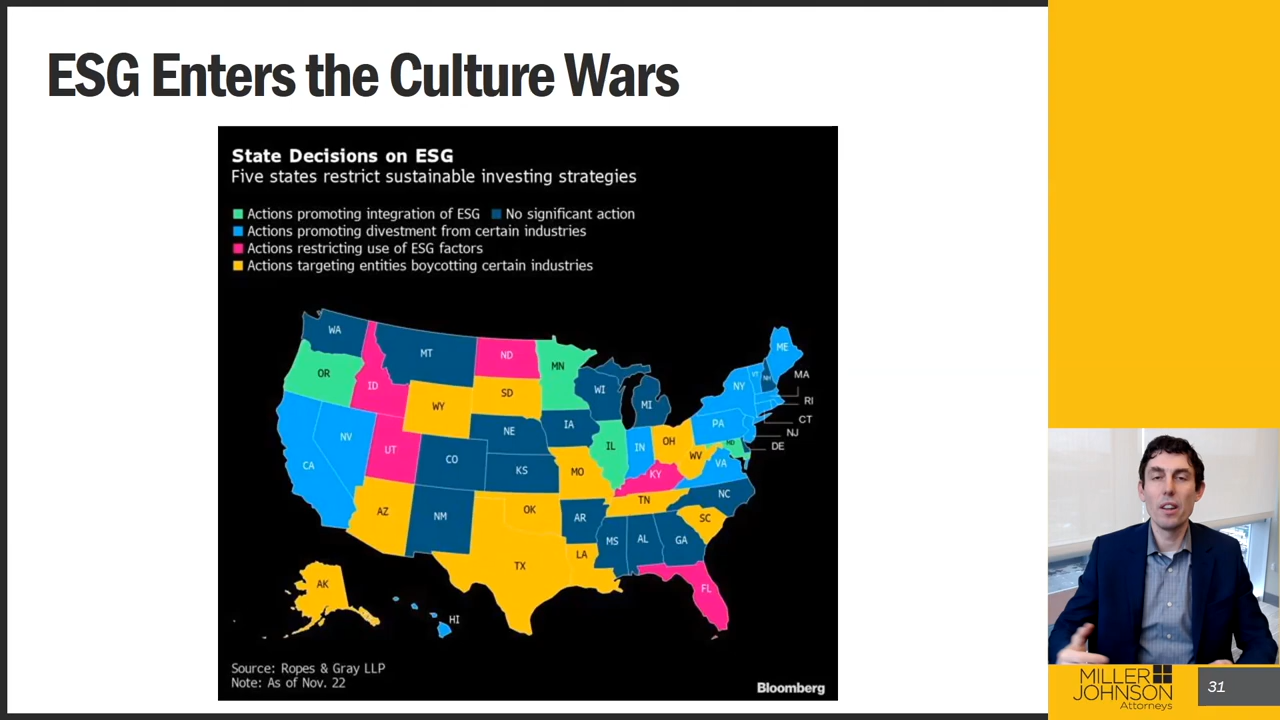 ESG Enters the Culture Wars
State Decisions on ESG
Five states restrict sustainable investing strategies
Actions promoting integration of ESG No significant action
Actions promoting divestment from certain industries
Actions restricting use of ESG factors
Actions targeting entities boycotting certain industries
WA
MT
ND
MN
ME
OR
ID
WY
SD
WI
MI
NY
VT
NH
MA
RI
CT
NJ
DE
NV
UT
CO
NE
IA
IL
IN
OH
PA
MD
WV
VA
CA
KS
MO
KY
NC
TN
SC
AZ
NM
OK
AR
MS
AL
GA
TX
LA
FL
AK
HI
Source: Ropes & Gray LLP
Note: As of Nov. 22
Bloomberg
MILLER
JOHNSON
Attorneys
31